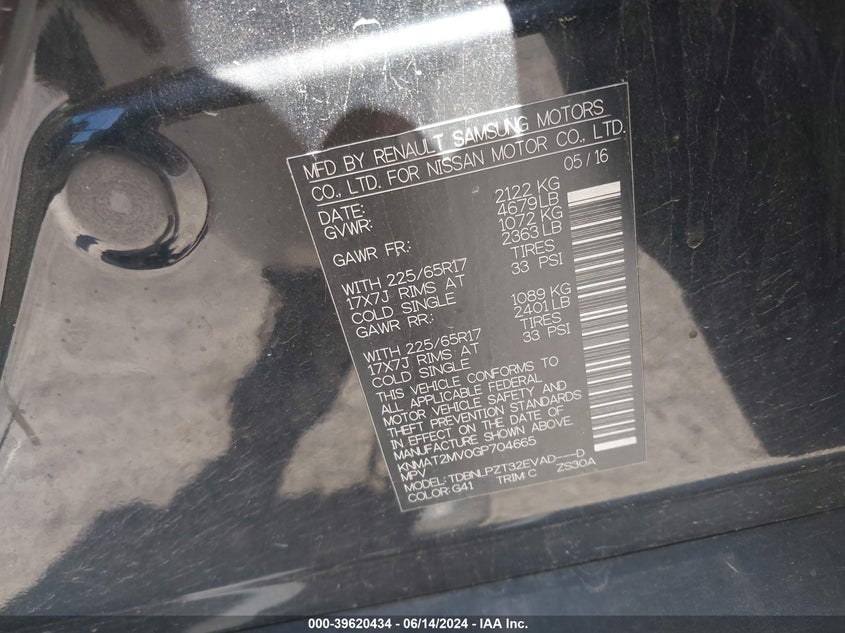 MFD BY RENAULT SAMSUNG MOTORS
CO., LTD. FOR NISSAN MOTOR CO., LTD.
DATE: 05 / 16
GVWR: 2122 KG
4679 LB
GAWR FR: 1072 KG
2363 LB
WITH 225/65R17 TIRES
17X7J RIMS AT 33 PSI
COLD SINGLE
GAWR RR: 1089 KG
2401 LB
WITH 225/65R17 TIRES
17X7J RIMS AT 33 PSI
COLD SINGLE
THIS VEHICLE CONFORMS TO
ALL APPLICABLE FEDERAL
MOTOR VEHICLE SAFETY AND
THEFT PREVENTION STANDARDS
IN EFFECT ON THE DATE OF
MANUFACTURE SHOWN ABOVE.
KNMAT2MV0GP704665
MPV
MODEL: TDBNLPZT32EVAD---D
COLOR: G41 TRIM: C ZS30A
000-39620434 - 06/14/2024 - IAA Inc.